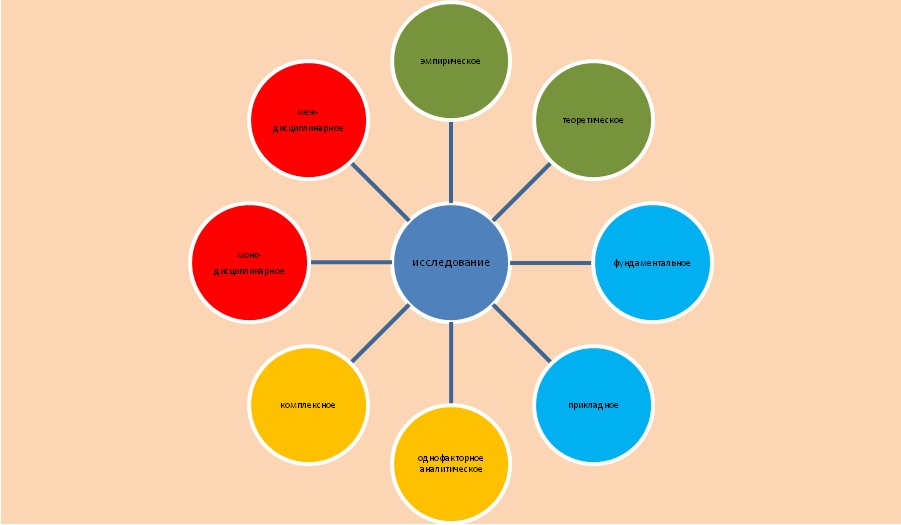 эмпирическое
теоретическое
фундаментальное
прикладное
однофакторное
аналитическое
комплексное
моно-
дисциплинарное
меж-
дисциплинарное
исследование